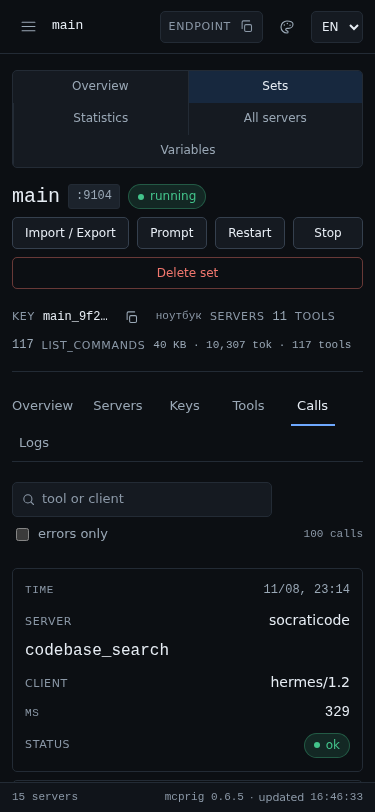 main ENDPOINT EN
Overview Sets
Statistics All servers
Variables
main :9104 running
Import / Export Prompt Restart Stop
Delete set
KEY main_9f2… ноутбук SERVERS 11 TOOLS
117 LIST_COMMANDS 40 KB · 10,307 tok · 117 tools
Overview Servers Keys Tools Calls
Logs
tool or client
errors only 100 calls
TIME 11/08, 23:14
SERVER socraticode
codebase_search
CLIENT hermes/1.2
MS 329
STATUS ok
15 servers mcprig 0.6.5 · updated 16:46:33